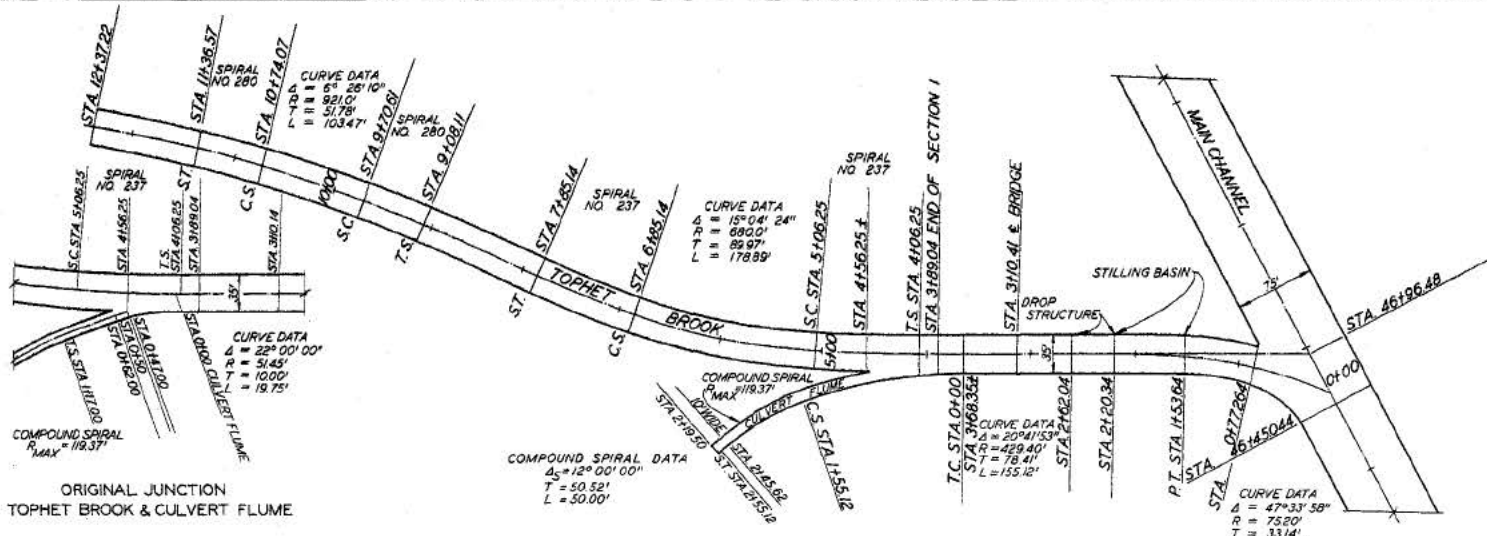 STA. 12+37.22
STA. 11+36.57
SPIRAL
NO. 280
STA. 10+74.07
CURVE DATA
Δ = 6° 26' 10"
R = 921.0'
T = 51.78'
L = 103.47'
STA. 9+70.61
SPIRAL
NO. 280
STA. 9+08.11
S.T.
C.S.
10+00
S.C.
T.S.
STA. 7+85.14
SPIRAL
NO. 237
STA. 6+85.14
CURVE DATA
Δ = 15° 04' 24"
R = 680.0'
T = 89.97'
L = 178.89'
S.T.
C.S.
TOPHET
BROOK
SPIRAL
NO. 237
S.C. STA. 5+06.25
5+00
STA. 4+56.25 ±
T.S. STA. 4+06.25
STA. 3+89.04 END OF SECTION 1
STA. 3+10.41 ℄ BRIDGE
DROP
STRUCTURE
STILLING BASIN
35'
MAIN CHANNEL
75'
STA. 46+96.48
0+00
STA. 46+45.044
STA. 0+77.264
P.T. STA. 1+53.64
STA. 2+20.34
STA. 2+62.04
CURVE DATA
Δ = 20°41'53"
R = 429.40'
T = 78.41'
L = 155.12'
STA. 3+68.35±
T.C. STA. 0+00
CURVE DATA
Δ = 47°33'58"
R = 75.20'
T = 33.14'
COMPOUND SPIRAL
R MAX = 119.37'
CULVERT FLUME
10' WIDE
STA. 2+19.50
C.S. STA. 1+55.12
STA. 2+45.62
S.T. STA. 2+55.12
COMPOUND SPIRAL DATA
ΔS = 12° 00' 00"
T = 50.52'
L = 50.00'
SPIRAL
NO. 237
S.C. STA. 5+06.25
STA. 4+56.25
T.S.
STA. 4+06.25
STA. 3+89.04
STA. 3+10.14
35'
CURVE DATA
Δ = 22° 00' 00"
R = 51.45'
T = 10.00'
L = 19.75'
STA. 0+00 CULVERT FLUME
STA. 0+47.00
STA. 0+50
STA. 0+62.00
T.S. STA. 1+17.00
COMPOUND SPIRAL
R MAX = 119.37'
ORIGINAL JUNCTION
TOPHET BROOK & CULVERT FLUME